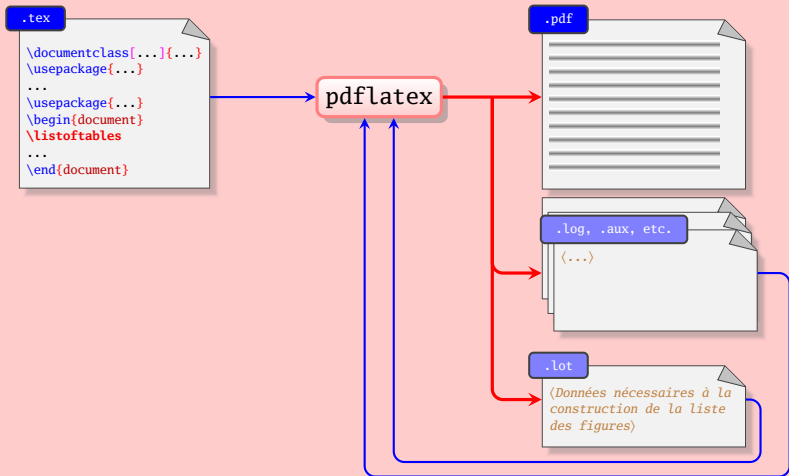 .tex
\documentclass[...]{...}
\usepackage{...}
...
\usepackage{...}
\begin{document}
\listoftables
...
\end{document}
pdflatex
.pdf
.log, .aux, etc.
⟨...⟩
.lot
⟨Données nécessaires à la
construction de la liste
des figures⟩